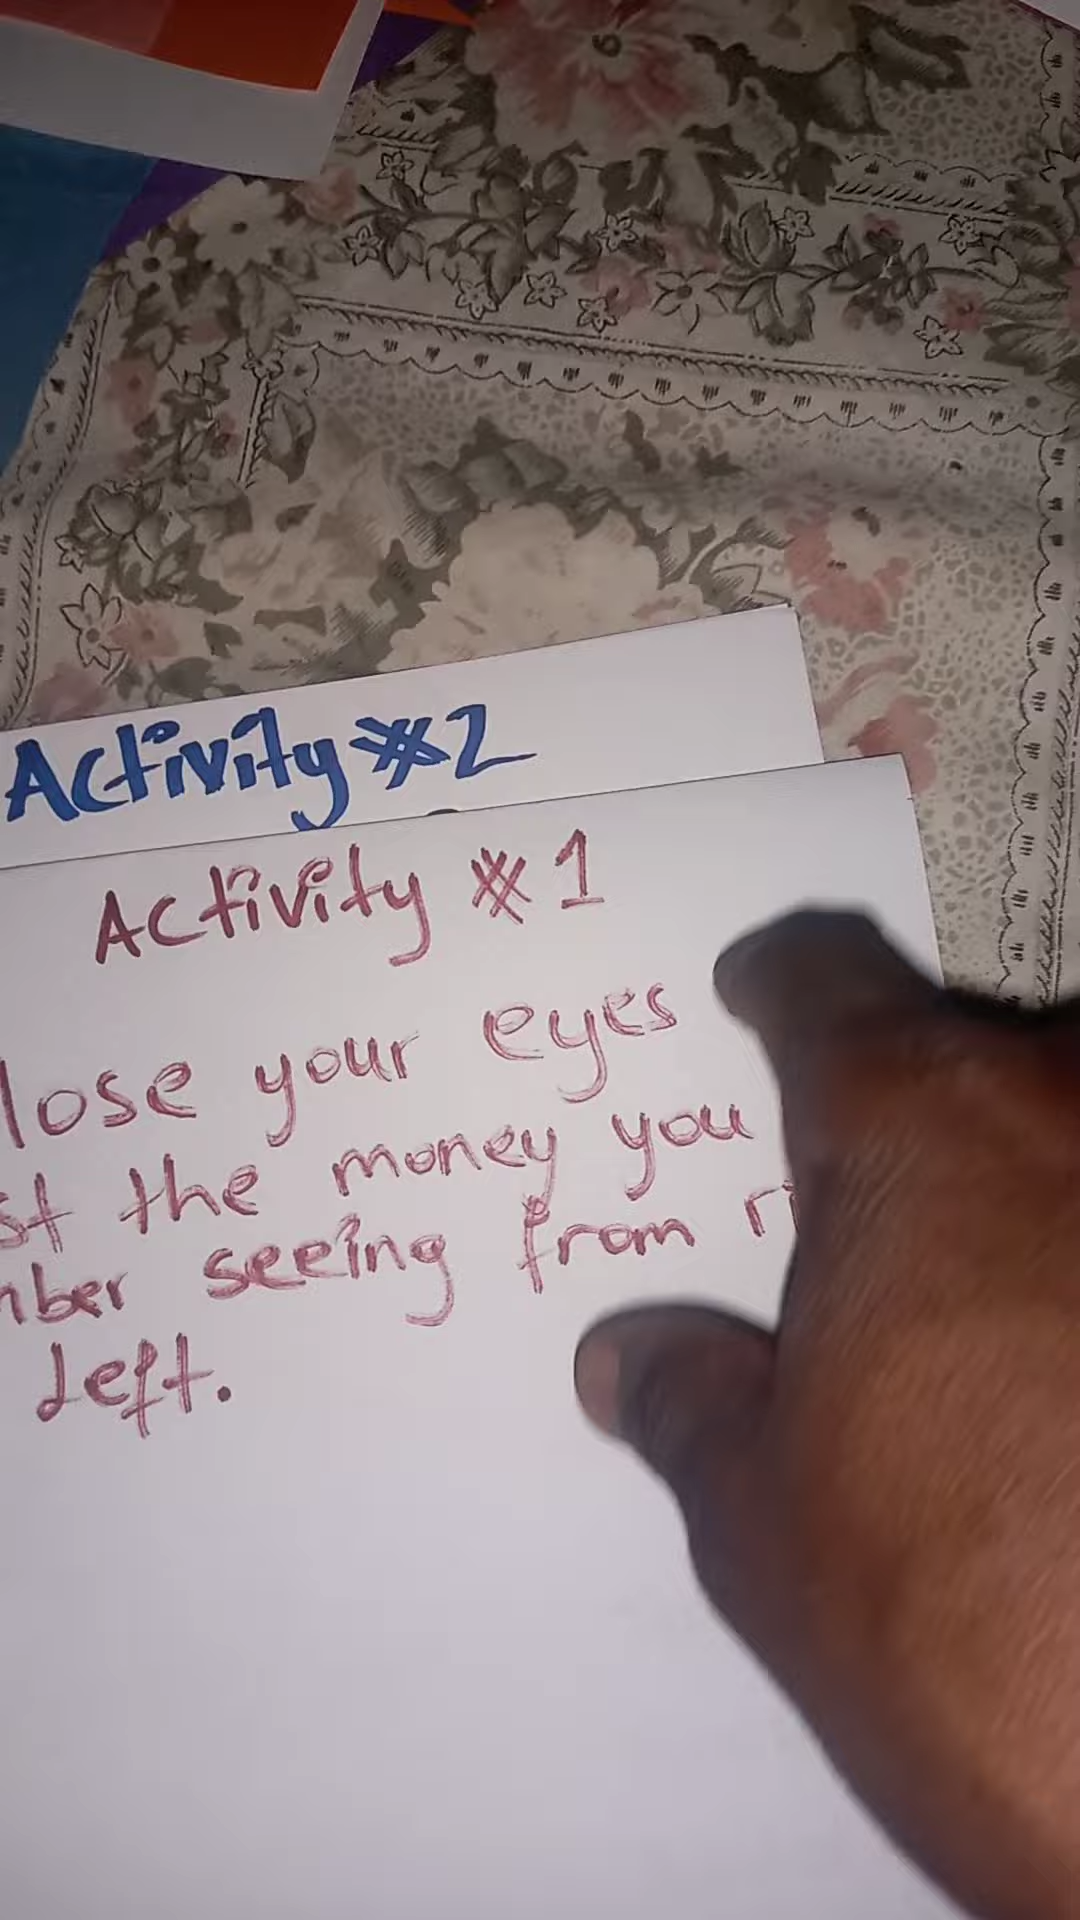 Activity #2
Activity #1
lose your eyes
st the money you
nber seeing from
Left.